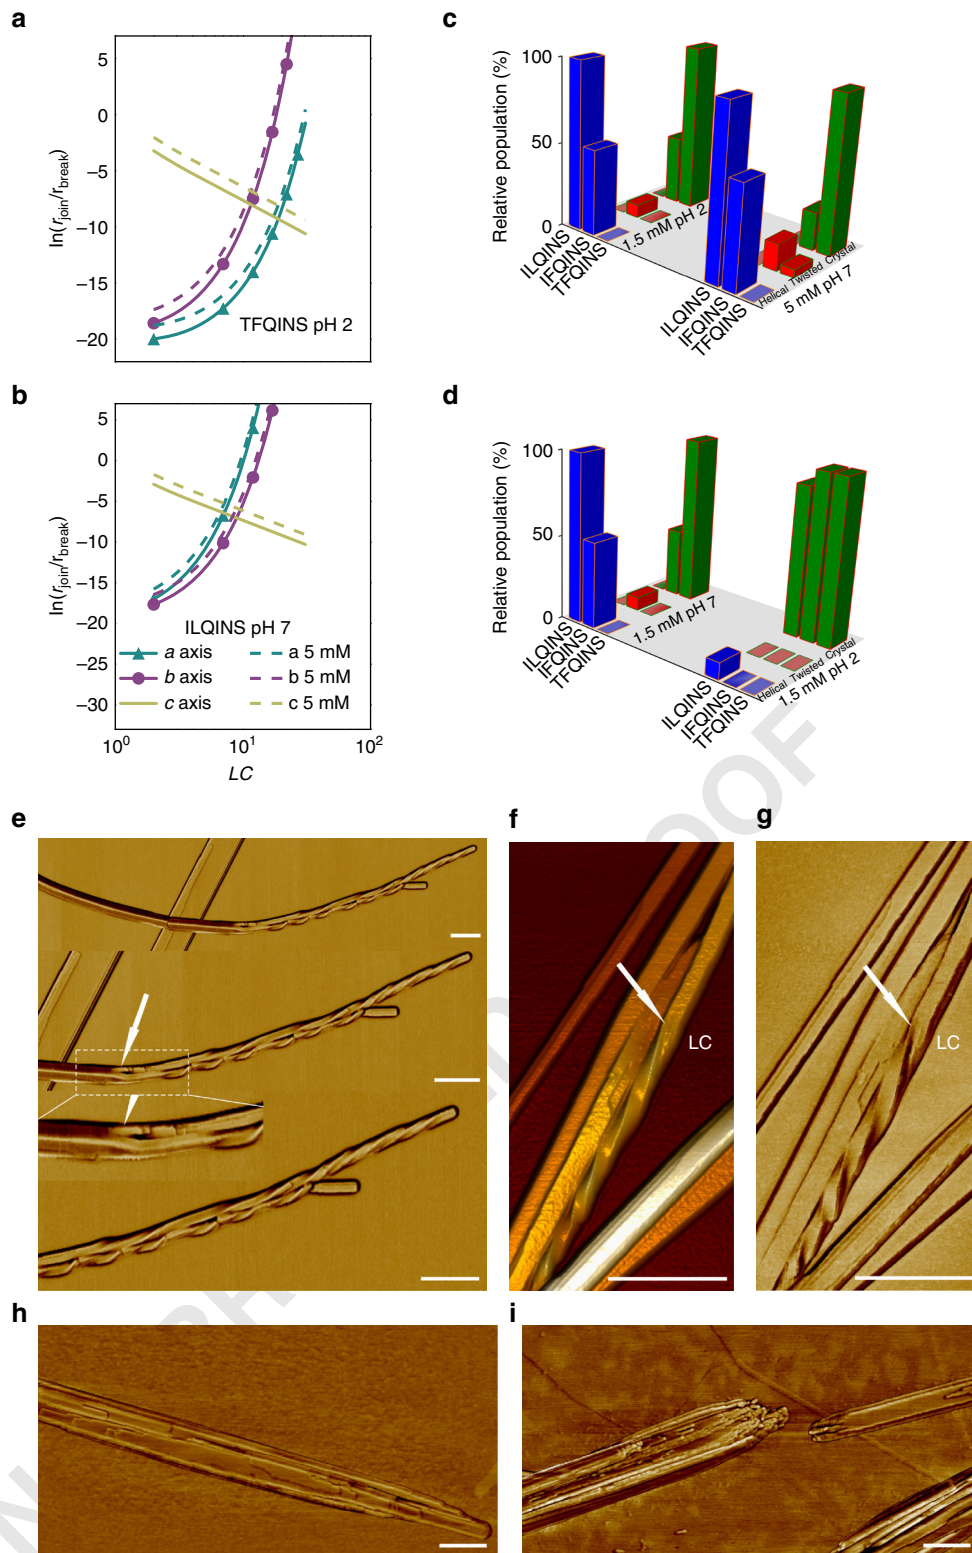 a
5
0
−5
−10
−15
−20
ln(rjoin/rbreak)
TFQINS pH 2
b
5
0
−5
−10
−15
−20
−25
−30
ln(rjoin/rbreak)
ILQINS pH 7
a axis
b axis
c axis
a 5 mM
b 5 mM
c 5 mM
10⁰
10¹
10²
LC
c
Relative population (%)
100
50
0
ILQINS
IFQINS
TFQINS
1.5 mM pH 2
ILQINS
IFQINS
TFQINS
Helical Twisted Crystal
5 mM pH 7
d
Relative population (%)
100
50
0
ILQINS
IFQINS
TFQINS
1.5 mM pH 7
ILQINS
IFQINS
TFQINS
Helical Twisted Crystal
1.5 mM pH 2
e
f
LC
g
LC
h
i